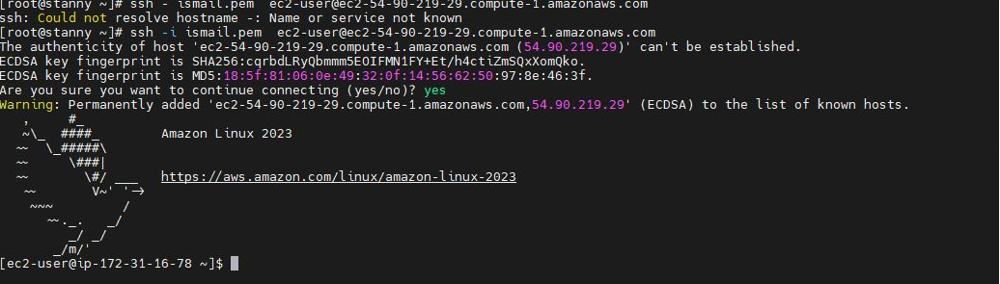 [root@stanny ~]# ssh - ismail.pem  ec2-user@ec2-54-90-219-29.compute-1.amazonaws.com
ssh: Could not resolve hostname -: Name or service not known
[root@stanny ~]# ssh -i ismail.pem  ec2-user@ec2-54-90-219-29.compute-1.amazonaws.com
The authenticity of host 'ec2-54-90-219-29.compute-1.amazonaws.com (54.90.219.29)' can't be established.
ECDSA key fingerprint is SHA256:cqrbdLRyQbmmm5EOIFMN1FY+Et/h4ctiZmSQxXomQko.
ECDSA key fingerprint is MD5:18:5f:81:06:0e:49:32:0f:14:56:62:50:97:8e:46:3f.
Are you sure you want to continue connecting (yes/no)? yes
Warning: Permanently added 'ec2-54-90-219-29.compute-1.amazonaws.com,54.90.219.29' (ECDSA) to the list of known hosts.
   ,     #_
   ~\_  ####_        Amazon Linux 2023
  ~~  \_#####\
  ~~     \###|
  ~~       \#/ ___   https://aws.amazon.com/linux/amazon-linux-2023
   ~~       V~' '->
    ~~~         /
      ~~._.   _/
         _/ _/
       _/m/'
[ec2-user@ip-172-31-16-78 ~]$